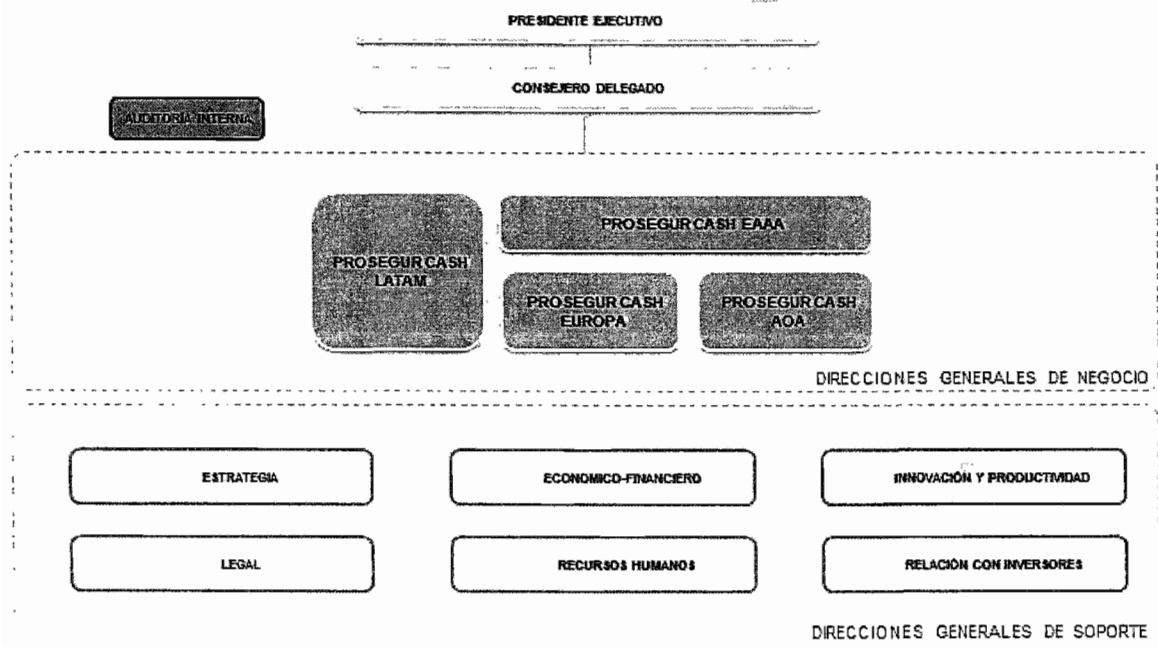 PRESIDENTE EJECUTIVO
CONSEJERO DELEGADO
AUDITORÍA INTERNA
PROSEGUR CASH
LATAM
PROSEGUR CASH EAAA
PROSEGUR CASH
EUROPA
PROSEGUR CASH
AOA
DIRECCIONES GENERALES DE NEGOCIO
ESTRATEGIA
ECONOMICO-FINANCIERO
INNOVACIÓN Y PRODUCTIVIDAD
LEGAL
RECURSOS HUMANOS
RELACIÓN CON INVERSORES
DIRECCIONES GENERALES DE SOPORTE